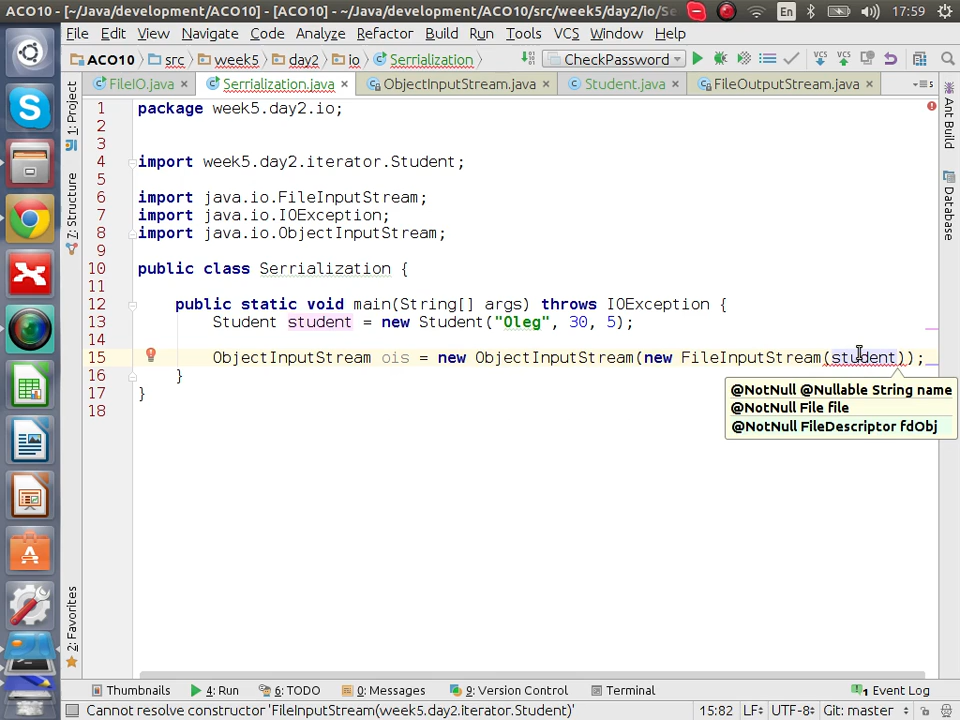 ACO10 - [~/Java/development/ACO10] - ~/Java/development/ACO10/src/week5/day2/io/Se
En
17:59
File Edit View Navigate Code Analyze Refactor Build Run Tools VCS Window Help
ACO10 src week5 day2 io Serrialization CheckPassword VCS VCS
FIleIO.java Serrialization.java ObjectInputStream.java Student.java FileOutputStream.java
1: Project
7: Structure
2: Favorites
Ant Build
Database
1 package week5.day2.io;
2
3
4 import week5.day2.iterator.Student;
5
6 import java.io.FileInputStream;
7 import java.io.IOException;
8 import java.io.ObjectInputStream;
9
10 public class Serrialization {
11
12 public static void main(String[] args) throws IOException {
13 Student student = new Student("Oleg", 30, 5);
14
15 ObjectInputStream ois = new ObjectInputStream(new FileInputStream(student));
16 }
17 }
18
@NotNull @Nullable String name
@NotNull File file
@NotNull FileDescriptor fdObj
Thumbnails 4: Run 6: TODO 0: Messages 9: Version Control Terminal 1 Event Log
Cannot resolve constructor 'FileInputStream(week5.day2.iterator.Student)' 15:82 LF UTF-8 Git: master